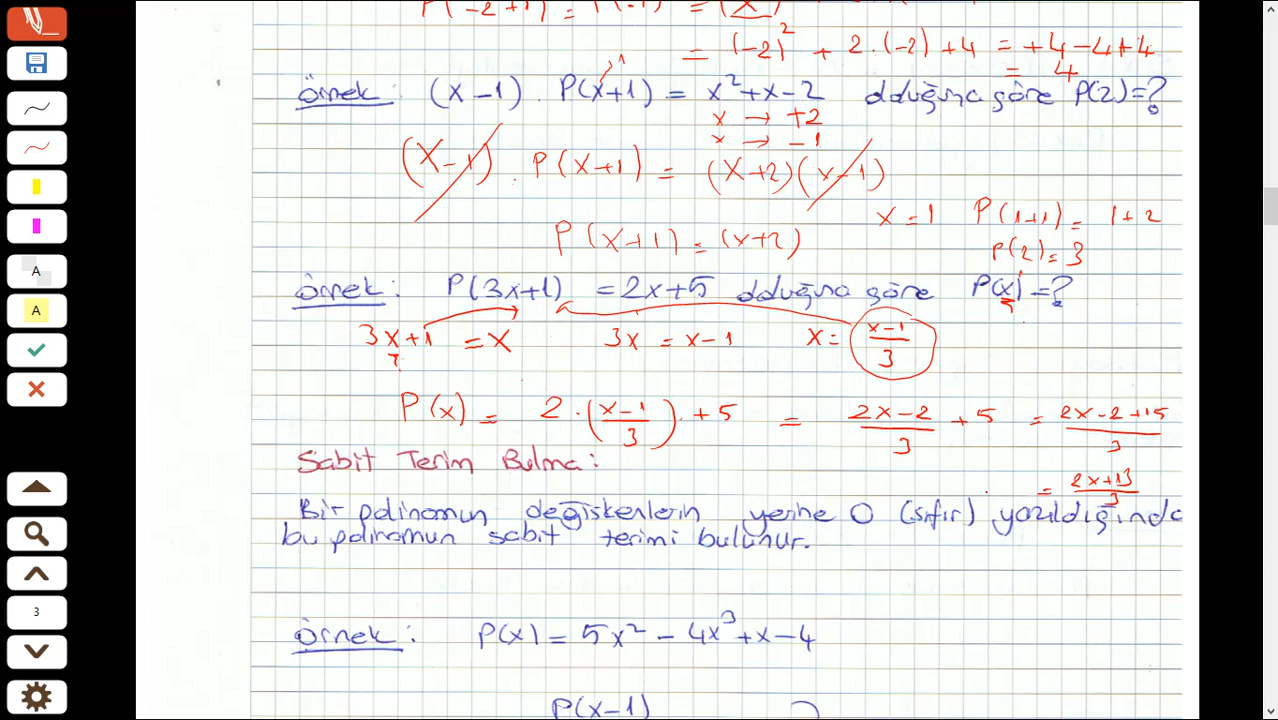 P(-2+1) =
= (-2)² + 2.(-2) + 4 = +4-4+4
= 4
Örnek: (x-1). P(x+1) = x²+x-2 olduğuna göre P(2)=?
1
x → +2
x → -1
(x-1). P(x+1) = (x+2)(x-1)
x=1 P(1+1) = 1+2
P(x+1) = (x+2)
P(2) = 3
Örnek: P(3x+1) = 2x+5 olduğuna göre P(x)=?
3x+1 = x 3x = x-1 x = (x-1)/3
P(x) = 2.((x-1)/3) + 5 = (2x-2)/3 + 5 = (2x-2+15)/3
Sabit Terim Bulma:
= (2x+13)/3
Bir polinomun değişkenlerin yerine 0 (sıfır) yazıldığında
bu polinomun sabit terimi bulunur.
Örnek: P(x) = 5x² - 4x³ + x - 4
P(x-1)
A
A
3